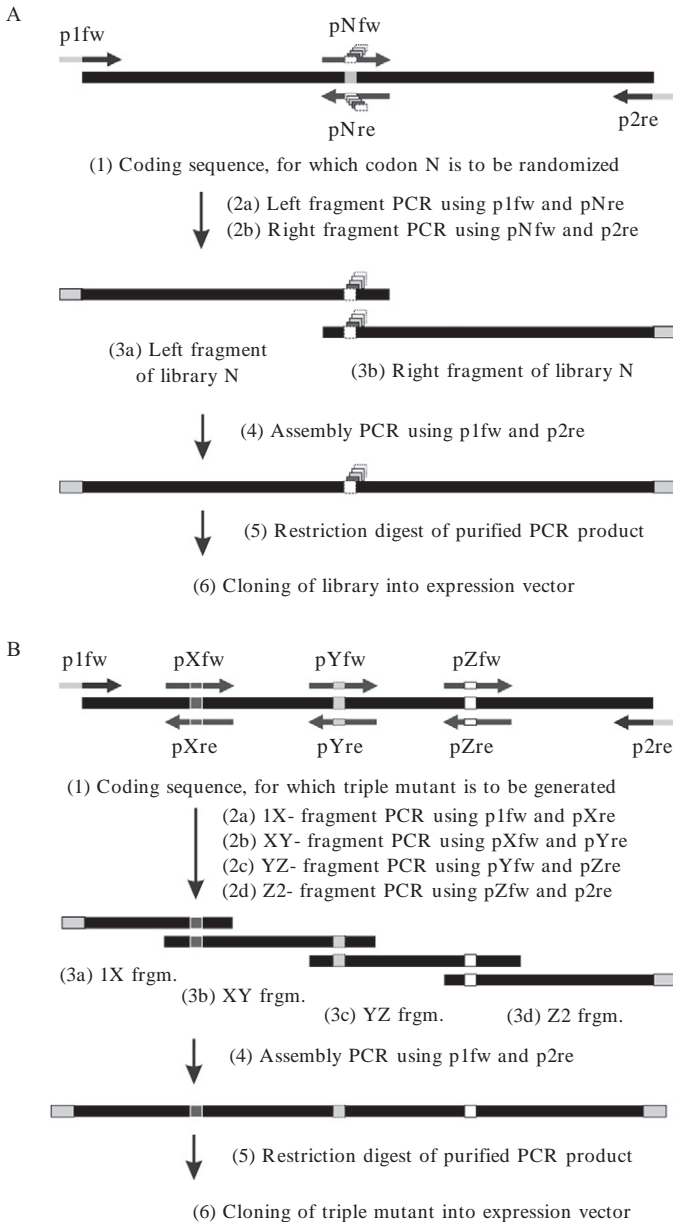 A
p1fw
pNfw
pNre
p2re
(1) Coding sequence, for which codon N is to be randomized
(2a) Left fragment PCR using p1fw and pNre
(2b) Right fragment PCR using pNfw and p2re
(3a) Left fragment
of library N
(3b) Right fragment of library N
(4) Assembly PCR using p1fw and p2re
(5) Restriction digest of purified PCR product
(6) Cloning of library into expression vector
B
p1fw
pXfw
pYfw
pZfw
pXre
pYre
pZre
p2re
(1) Coding sequence, for which triple mutant is to be generated
(2a) 1X- fragment PCR using p1fw and pXre
(2b) XY- fragment PCR using pXfw and pYre
(2c) YZ- fragment PCR using pYfw and pZre
(2d) Z2- fragment PCR using pZfw and p2re
(3a) 1X frgm.
(3b) XY frgm.
(3c) YZ frgm.
(3d) Z2 frgm.
(4) Assembly PCR using p1fw and p2re
(5) Restriction digest of purified PCR product
(6) Cloning of triple mutant into expression vector